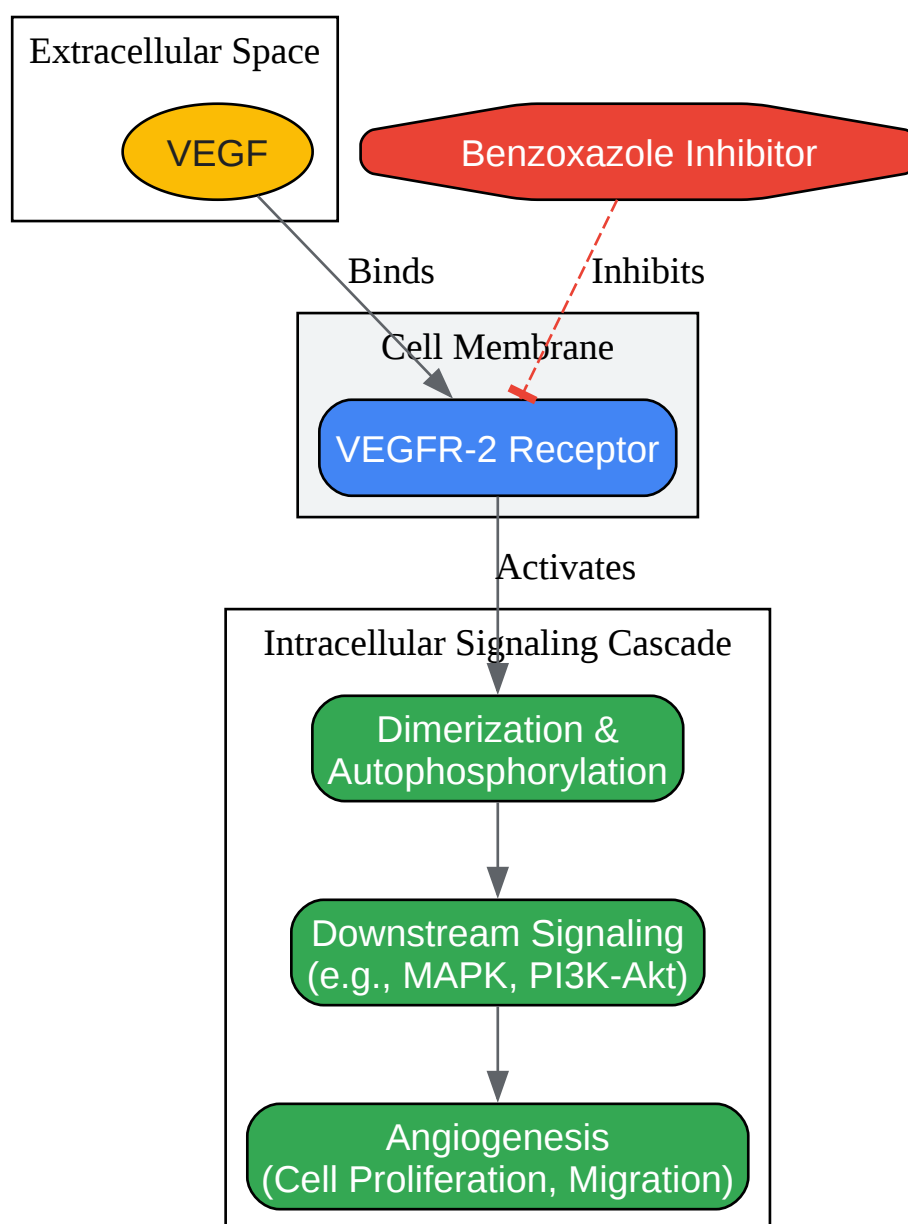 Extracellular Space
VEGF
Benzoxazole Inhibitor
Binds
Inhibits
Cell Membrane
VEGFR-2 Receptor
Activates
Intracellular Signaling Cascade
Dimerization &
Autophosphorylation
Downstream Signaling
(e.g., MAPK, PI3K-Akt)
Angiogenesis
(Cell Proliferation, Migration)